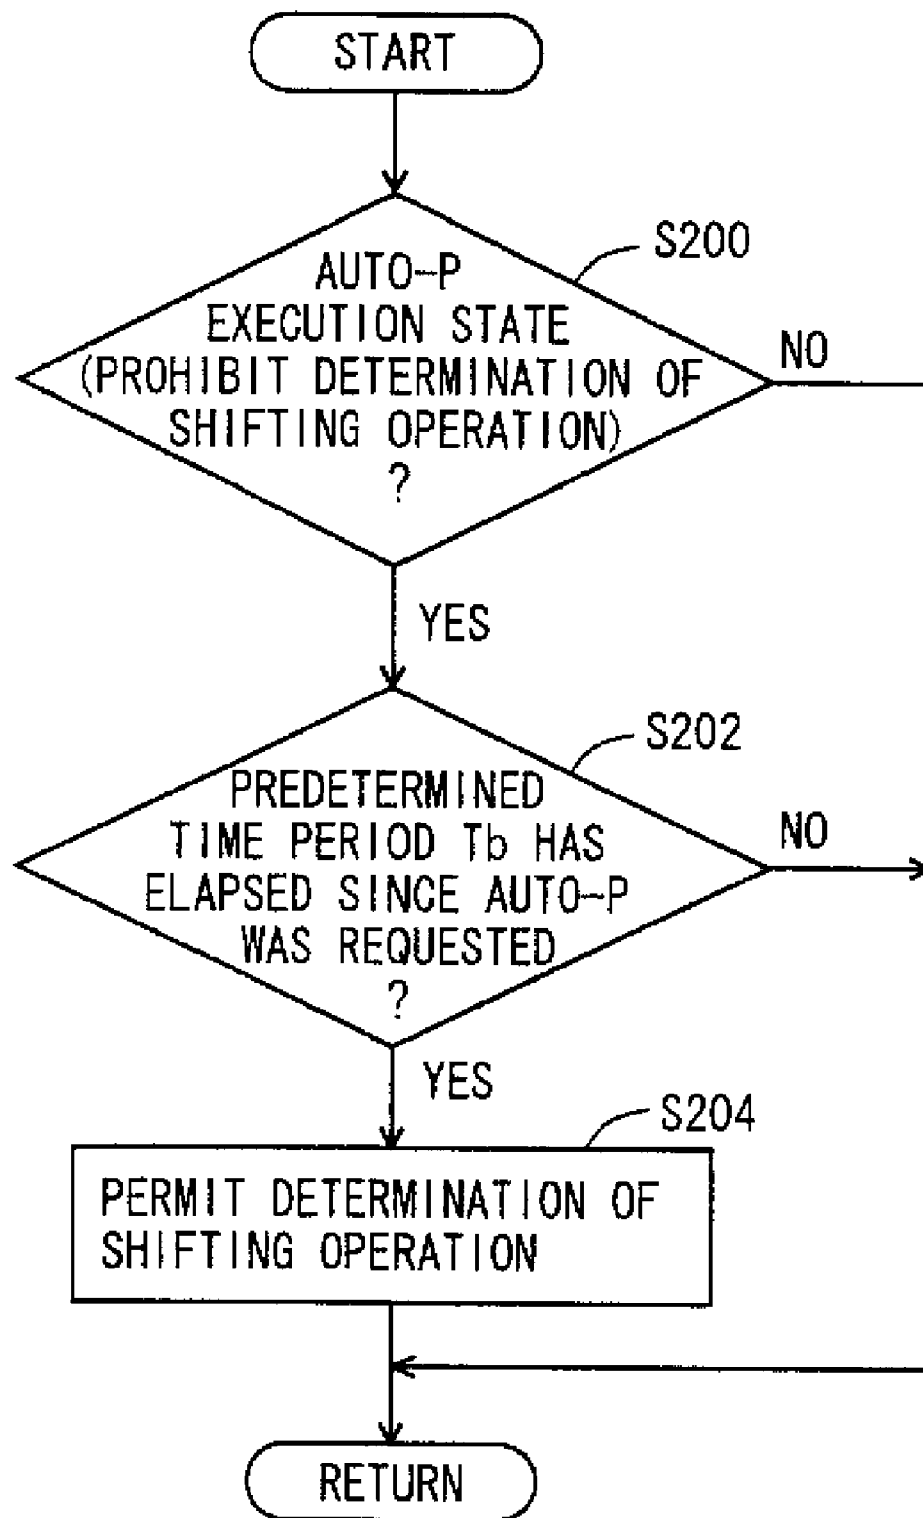 START
S200
AUTO-P
EXECUTION STATE
(PROHIBIT DETERMINATION OF
SHIFTING OPERATION)
?
NO
YES
S202
PREDETERMINED
TIME PERIOD Tb HAS
ELAPSED SINCE AUTO-P
WAS REQUESTED
?
NO
YES
S204
PERMIT DETERMINATION OF
SHIFTING OPERATION
RETURN